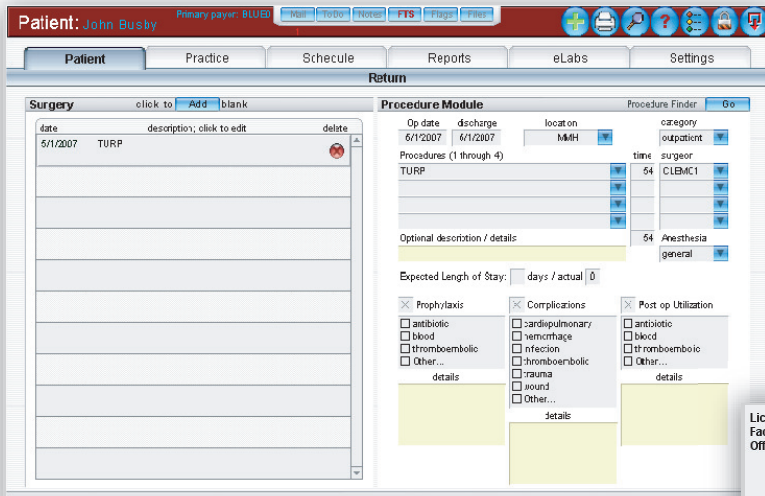 Patient: John Busby Primary payer: BLUE0 Mail ToDo Notes FTS Flags Files
Patient Practice Schecule Reports eLabs Settings
Return
Surgery click to Add blank
date description; click to edit delete
5/1/2007 TURP
Procedure Module Procedure Finder Go
Op date discharge location category
5/1/2007 5/1/2007 MMH outpatient
Procedures (1 through 4) time surgeon
TURP 54 CLEMC1
Optional description / details 54 Anesthesia
general
Expected Length of Stay: days / actual 0
Prophylaxis
antibiotic
blood
thromboembolic
Other...
details
Complications
cardiopulmonary
hemorrhage
infection
thromboembolic
trauma
wound
Other...
details
Post op Utilization
antibiotic
blood
thromboembolic
Other...
details
Lic
Fac
Off